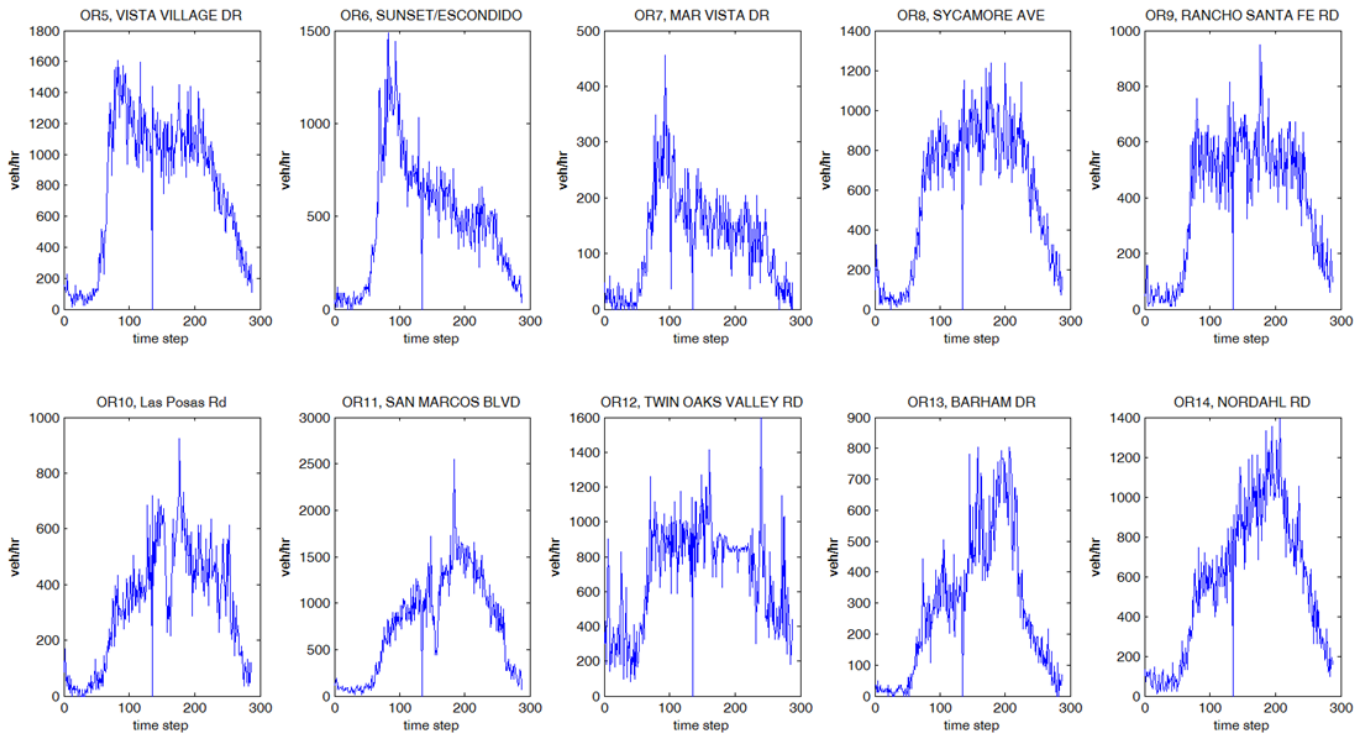 OR5, VISTA VILLAGE DR
1800
1600
1400
1200
1000
800
600
400
200
0
veh/hr
0 100 200 300
time step
OR6, SUNSET/ESCONDIDO
1500
1000
500
0
veh/hr
0 100 200 300
time step
OR7, MAR VISTA DR
500
400
300
200
100
0
veh/hr
0 100 200 300
time step
OR8, SYCAMORE AVE
1400
1200
1000
800
600
400
200
0
veh/hr
0 100 200 300
time step
OR9, RANCHO SANTA FE RD
1000
800
600
400
200
0
veh/hr
0 100 200 300
time step
OR10, Las Posas Rd
1000
800
600
400
200
0
veh/hr
0 100 200 300
time step
OR11, SAN MARCOS BLVD
3000
2500
2000
1500
1000
500
0
veh/hr
0 100 200 300
time step
OR12, TWIN OAKS VALLEY RD
1600
1400
1200
1000
800
600
400
200
0
veh/hr
0 100 200 300
time step
OR13, BARHAM DR
900
800
700
600
500
400
300
200
100
0
veh/hr
0 100 200 300
time step
OR14, NORDAHL RD
1400
1200
1000
800
600
400
200
0
veh/hr
0 100 200 300
time step